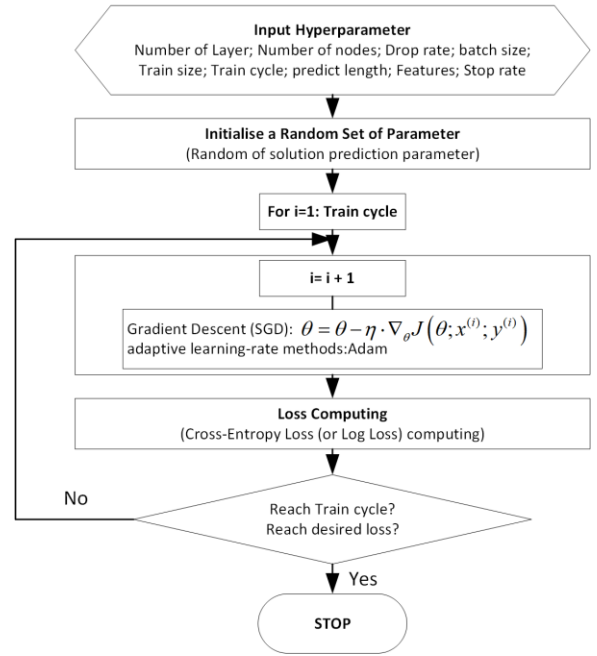 Input Hyperparameter
Number of Layer; Number of nodes; Drop rate; batch size;
Train size; Train cycle; predict length; Features; Stop rate
Initialise a Random Set of Parameter
(Random of solution prediction parameter)
For i=1: Train cycle
i= i + 1
Gradient Descent (SGD): θ = θ − η · ∇_θ J(θ; x^(i); y^(i))
adaptive learning-rate methods:Adam
Loss Computing
(Cross-Entropy Loss (or Log Loss) computing)
No
Reach Train cycle?
Reach desired loss?
Yes
STOP